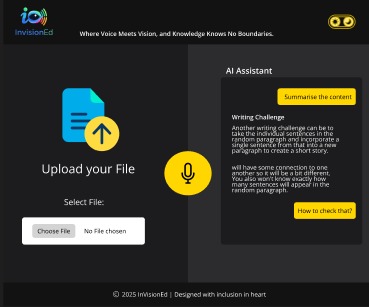 InvisionEd
Where Voice Meets Vision, and Knowledge Knows No Boundaries.
Upload your File
Select File:
Choose File No file chosen
AI Assistant
Summarise the content
Writing Challenge
Another writing challenge can be to
take the individual sentences in the
random paragraph and incorporate a
single sentence from that into a new
paragraph to create a short story.
will have some connection to one
another so it will be a bit different.
You also won't know exactly how
many sentences will appear in the
random paragraph.
How to check that?
© 2025 InVisionEd | Designed with inclusion in heart